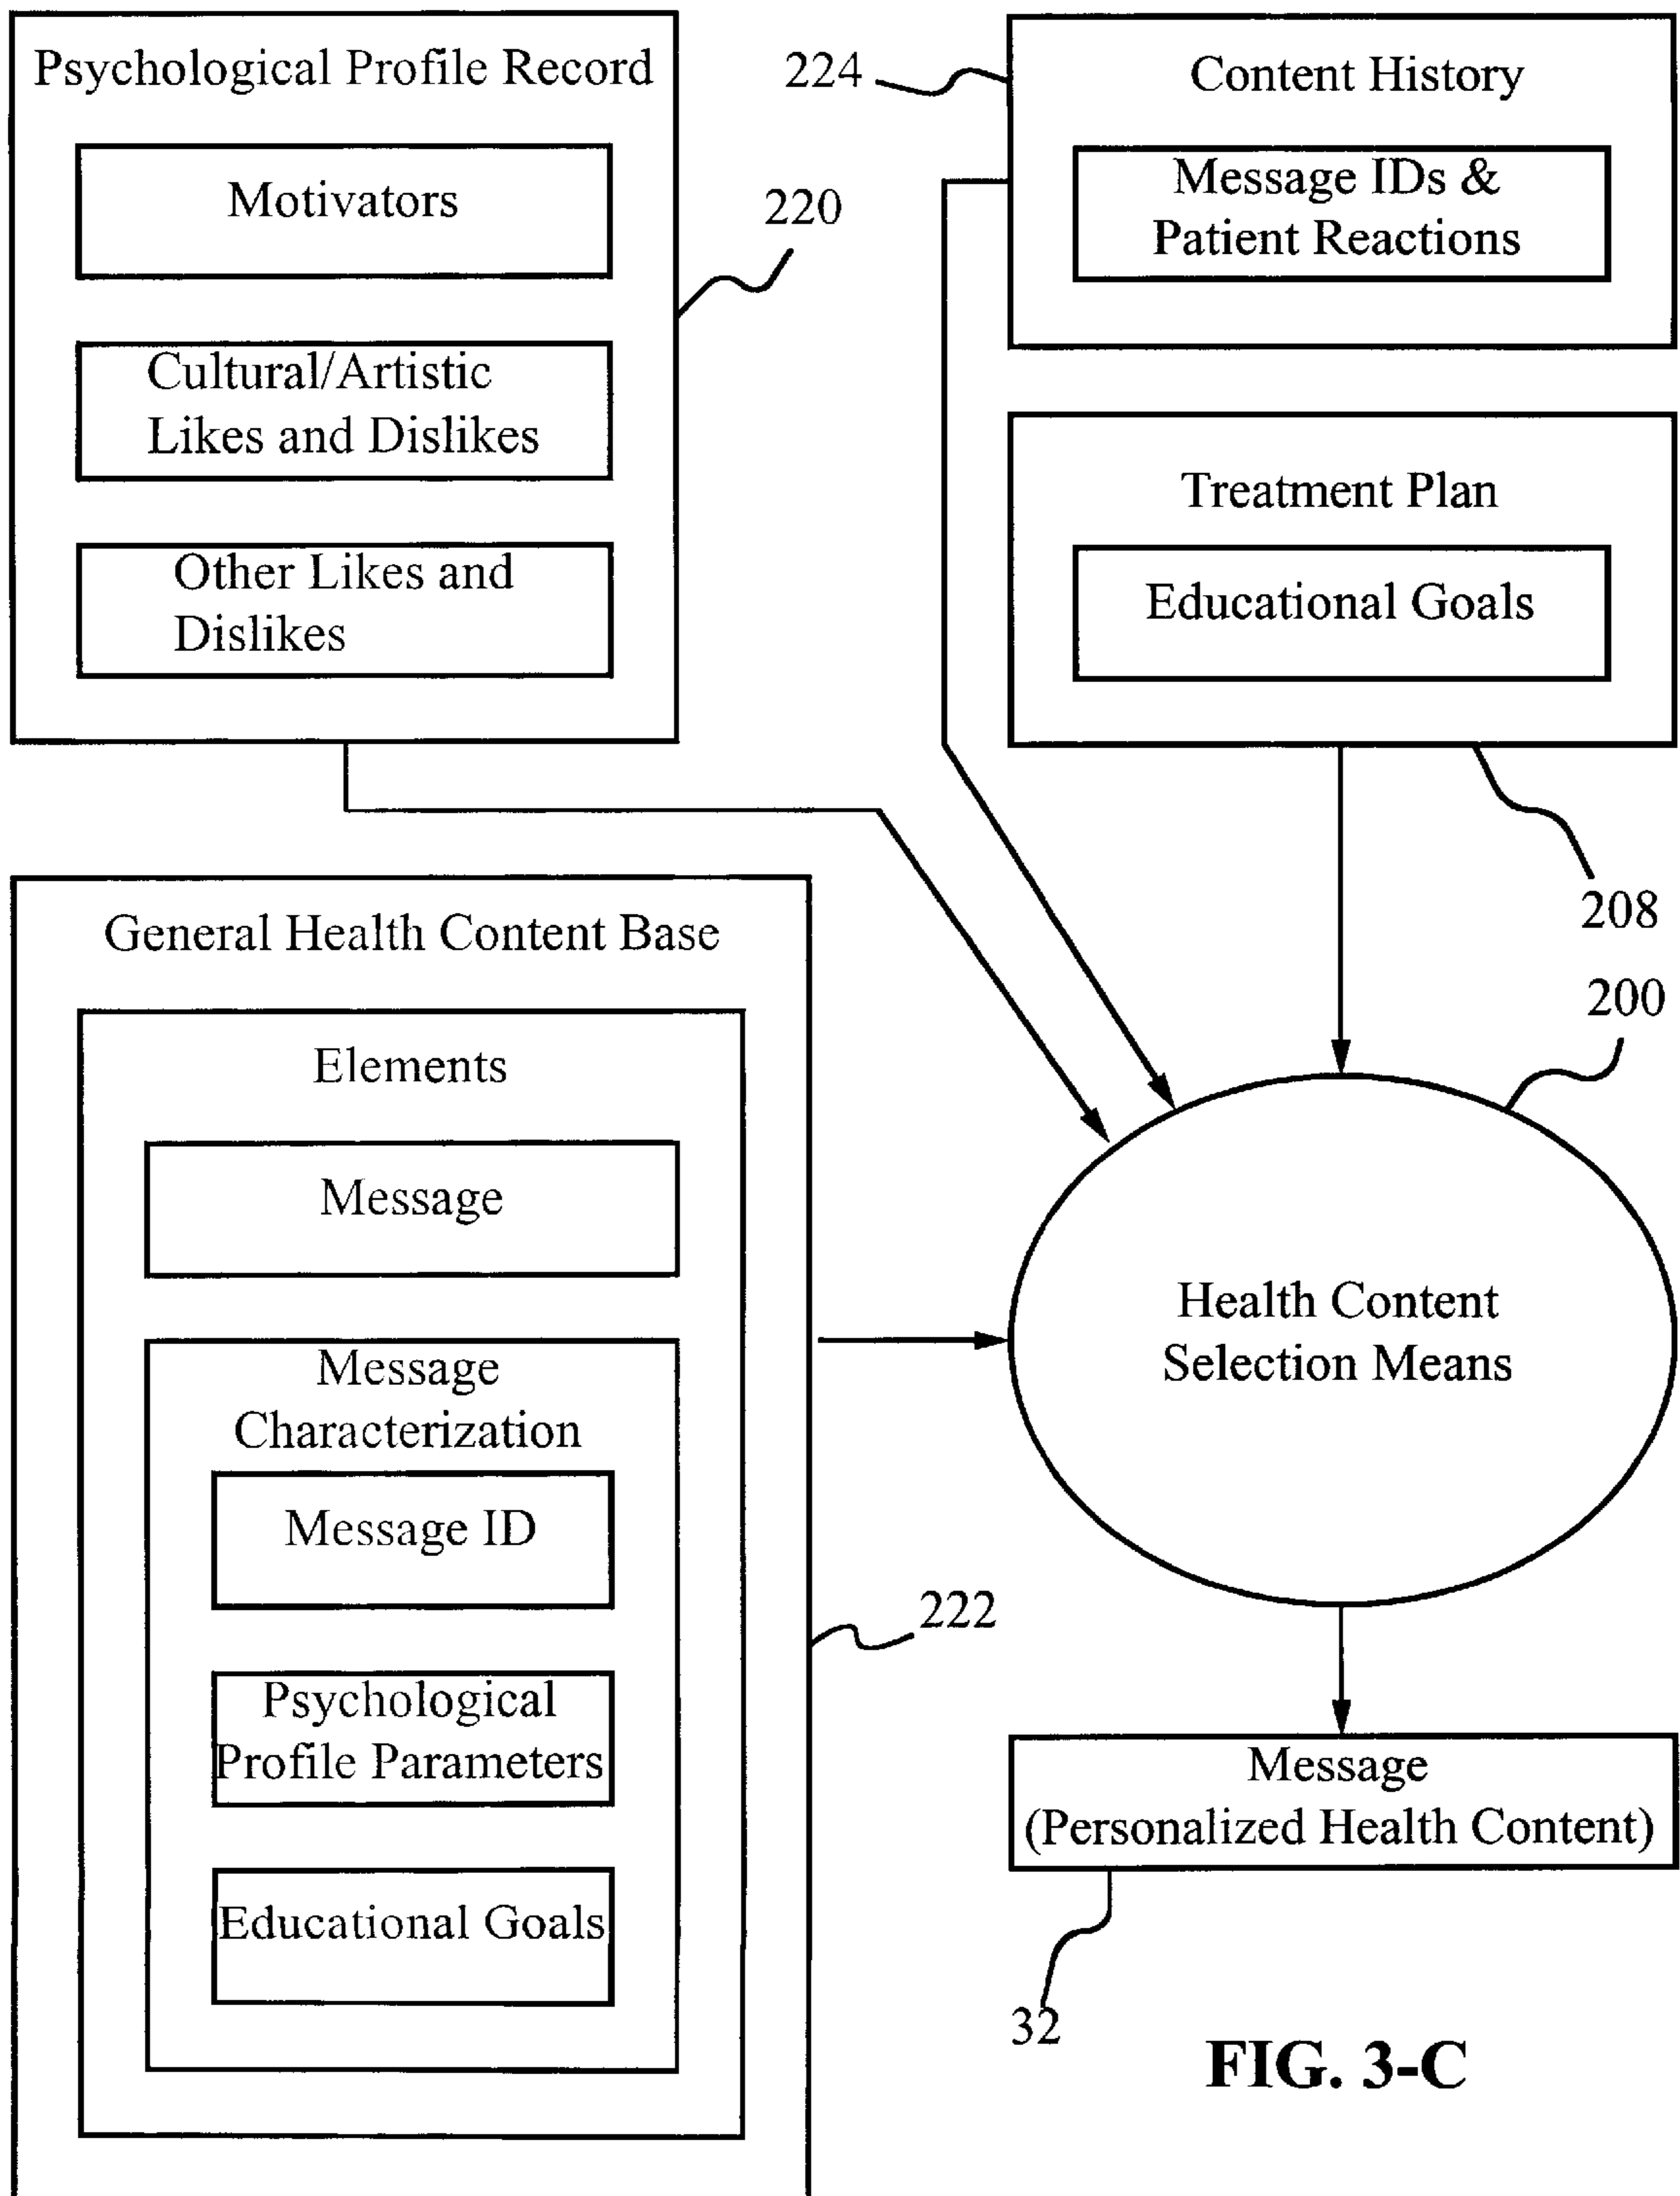 Psychological Profile Record
Motivators
Cultural/Artistic
Likes and Dislikes
Other Likes and
Dislikes
220
224
Content History
Message IDs &
Patient Reactions
Treatment Plan
Educational Goals
208
General Health Content Base
Elements
Message
Message
Characterization
Message ID
Psychological
Profile Parameters
Educational Goals
222
200
Health Content
Selection Means
Message
(Personalized Health Content)
32
FIG. 3-C